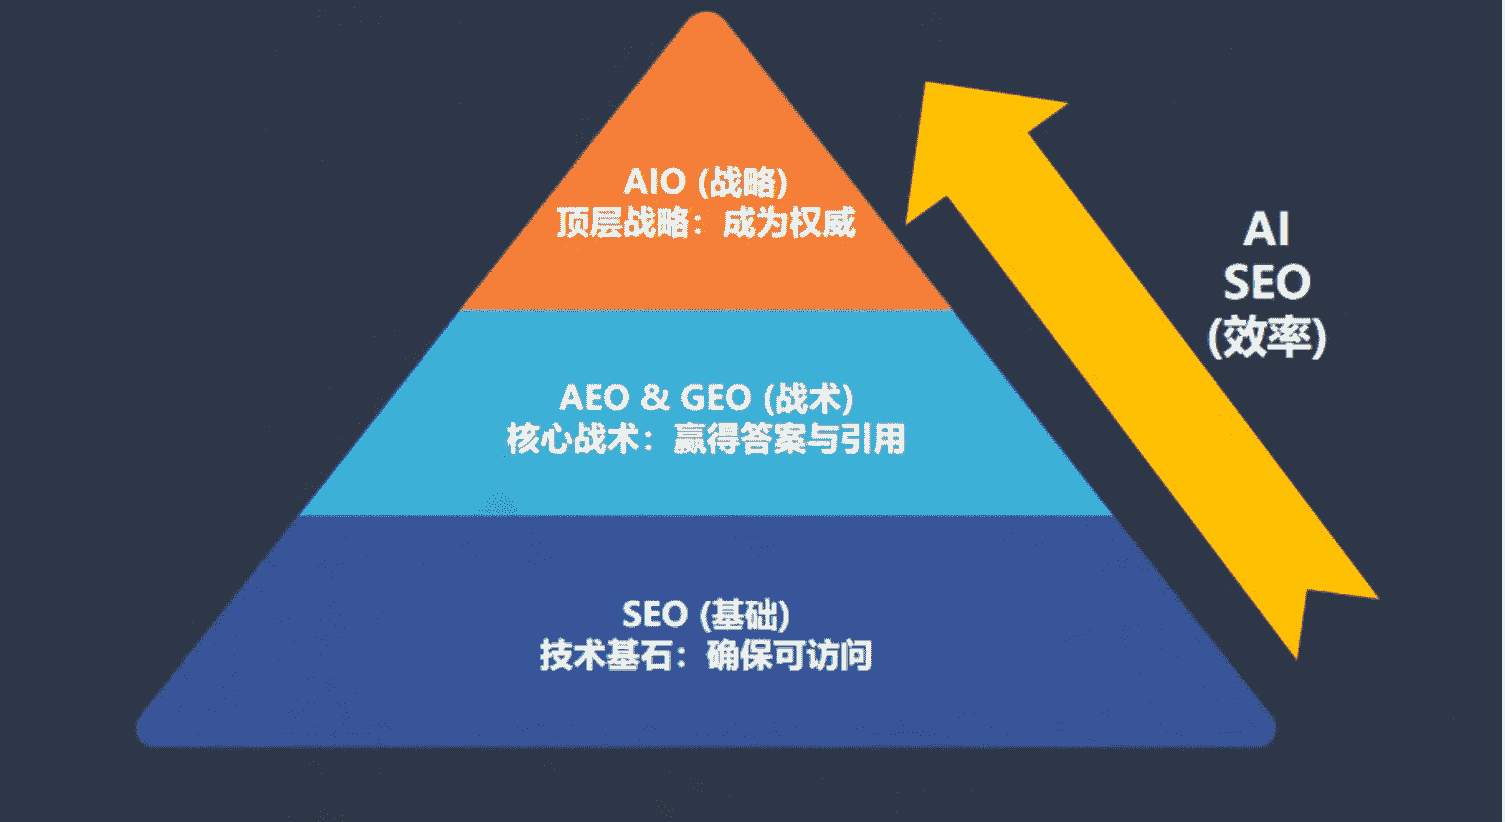 AIO (战略)
顶层战略：成为权威
AI
SEO
(效率)
AEO & GEO (战术)
核心战术：赢得答案与引用
SEO (基础)
技术基石：确保可访问